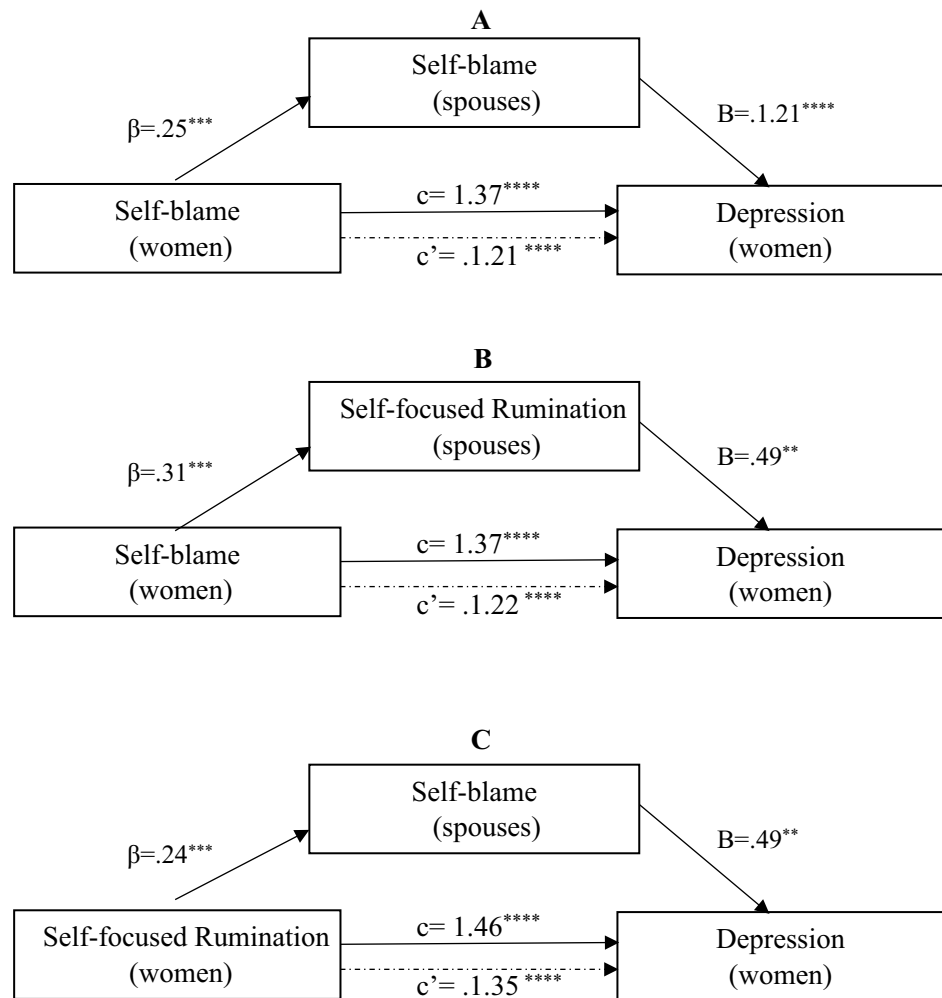 A
Self-blame
(spouses)
β=.25***
B=.1.21****
Self-blame
(women)
c= 1.37****
c’= .1.21 ****
Depression
(women)
B
Self-focused Rumination
(spouses)
β=.31***
B=.49**
Self-blame
(women)
c= 1.37****
c’= .1.22 ****
Depression
(women)
C
Self-blame
(spouses)
β=.24***
B=.49**
Self-focused Rumination
(women)
c= 1.46****
c’= .1.35 ****
Depression
(women)